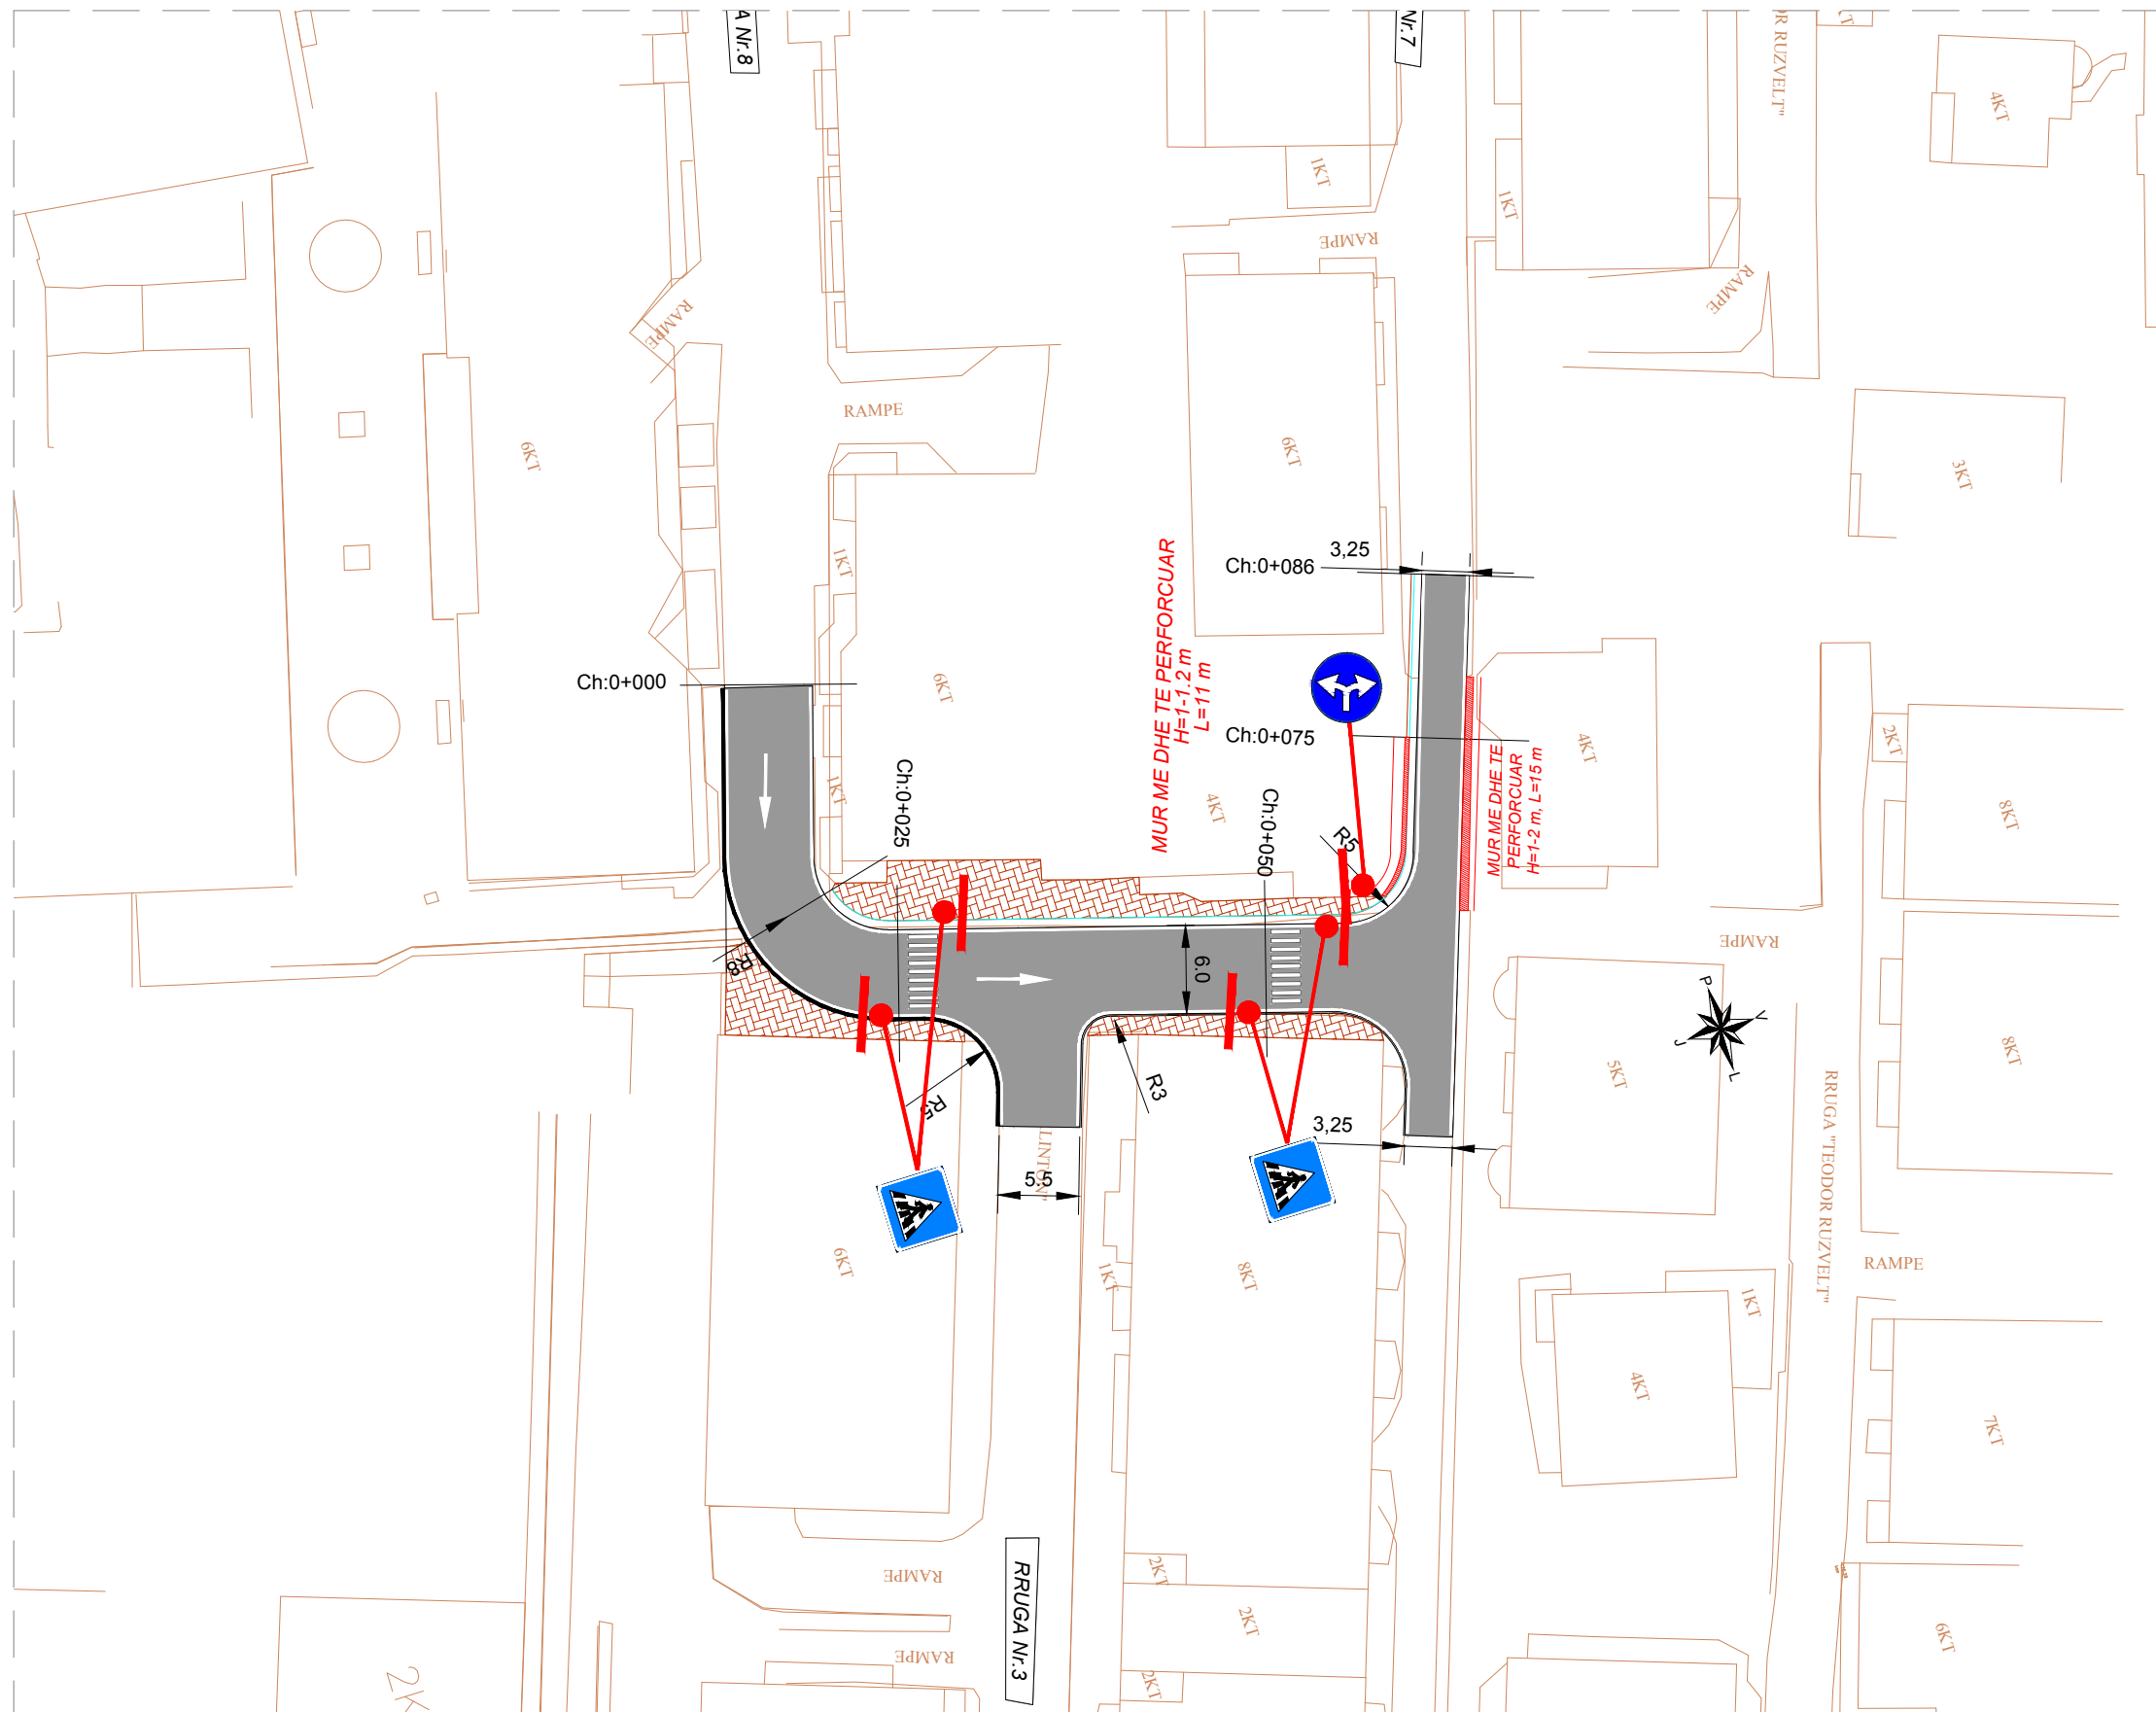 A Nr.8
Nr.7
OR RUZVELT"
4KT
1KT
1KT
RAMPE
RAMPE
RAMPE
RAMPE
6KT
6KT
3KT
1KT
MUR ME DHE TE PERFORCUAR
H=1-1.2 m
L=11 m
Ch:0+086
3,25
Ch:0+000
6KT
Ch:0+075
4KT
2KT
1KT
Ch:0+025
4KT
Ch:0+050
R5
MUR ME DHE TE
PERFORCUAR
H=1-2 m, L=15 m
8KT
RAMPE
R8
6.0
P
Y
J
L
5KT
8KT
R5
R3
3,25
LINTON"
5.5
RRUGA "TEODOR RUZVELT"
6KT
1KT
8KT
RAMPE
1KT
4KT
7KT
RAMPE
RRUGA Nr.3
2KT
2KT
6KT
RAMPE
2K
2KT